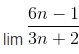 lim (6n − 1)/(3n + 2)